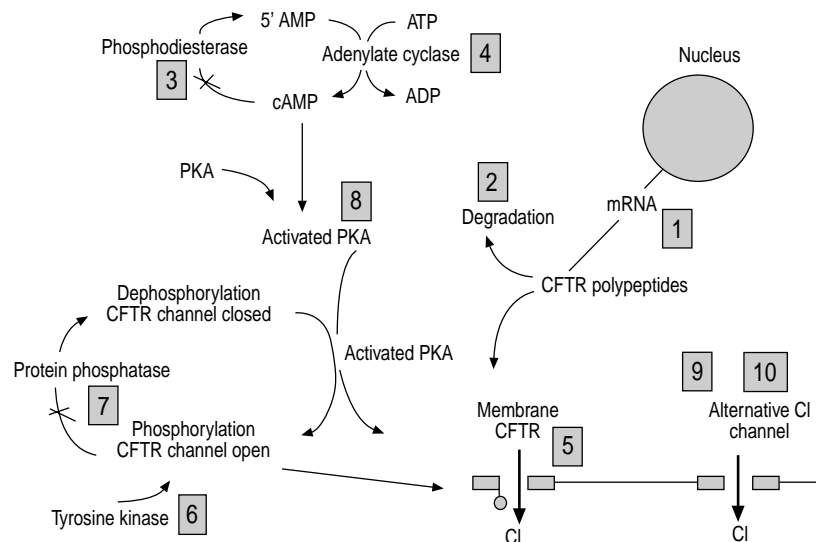 5' AMP
ATP
Phosphodiesterase
3
Adenylate cyclase
4
cAMP
ADP
Nucleus
PKA
8
Activated PKA
2
Degradation
mRNA
1
CFTR polypeptides
Dephosphorylation
CFTR channel closed
Activated PKA
Protein phosphatase
7
Phosphorylation
CFTR channel open
Tyrosine kinase
6
Membrane
CFTR
5
Cl
9
10
Alternative Cl
channel
Cl